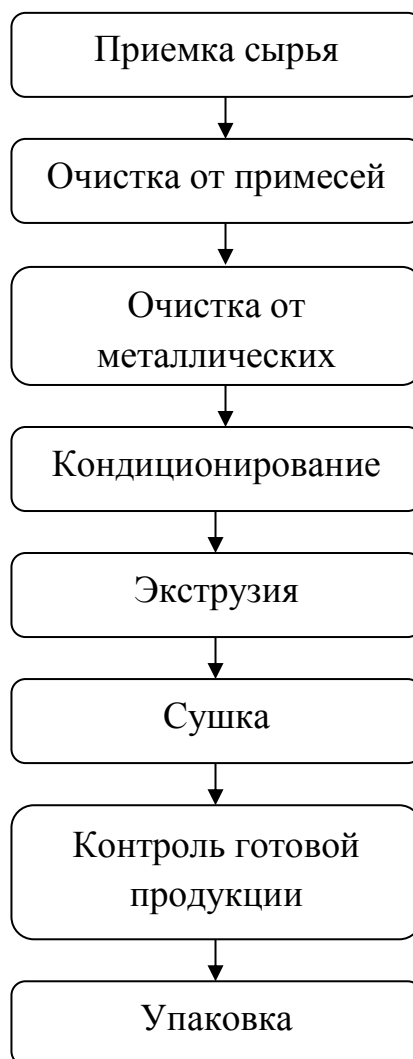 Приемка сырья
Очистка от примесей
Очистка от
металлических
Кондиционирование
Экструзия
Сушка
Контроль готовой
продукции
Упаковка